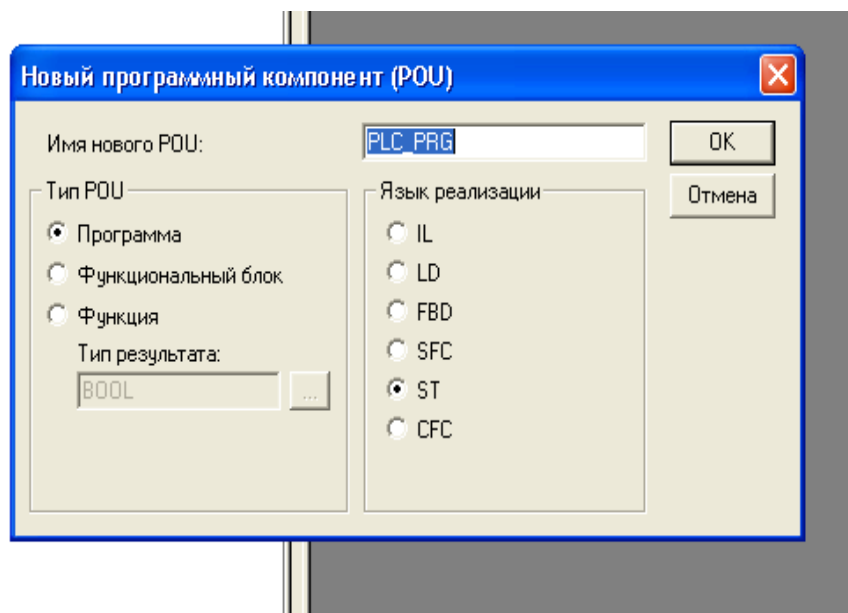 Новый программный компонент (POU)
Имя нового POU:
PLC_PRG
OK
Отмена
Тип POU
Программа
Функциональный блок
Функция
Тип результата:
BOOL
...
Язык реализации
IL
LD
FBD
SFC
ST
CFC